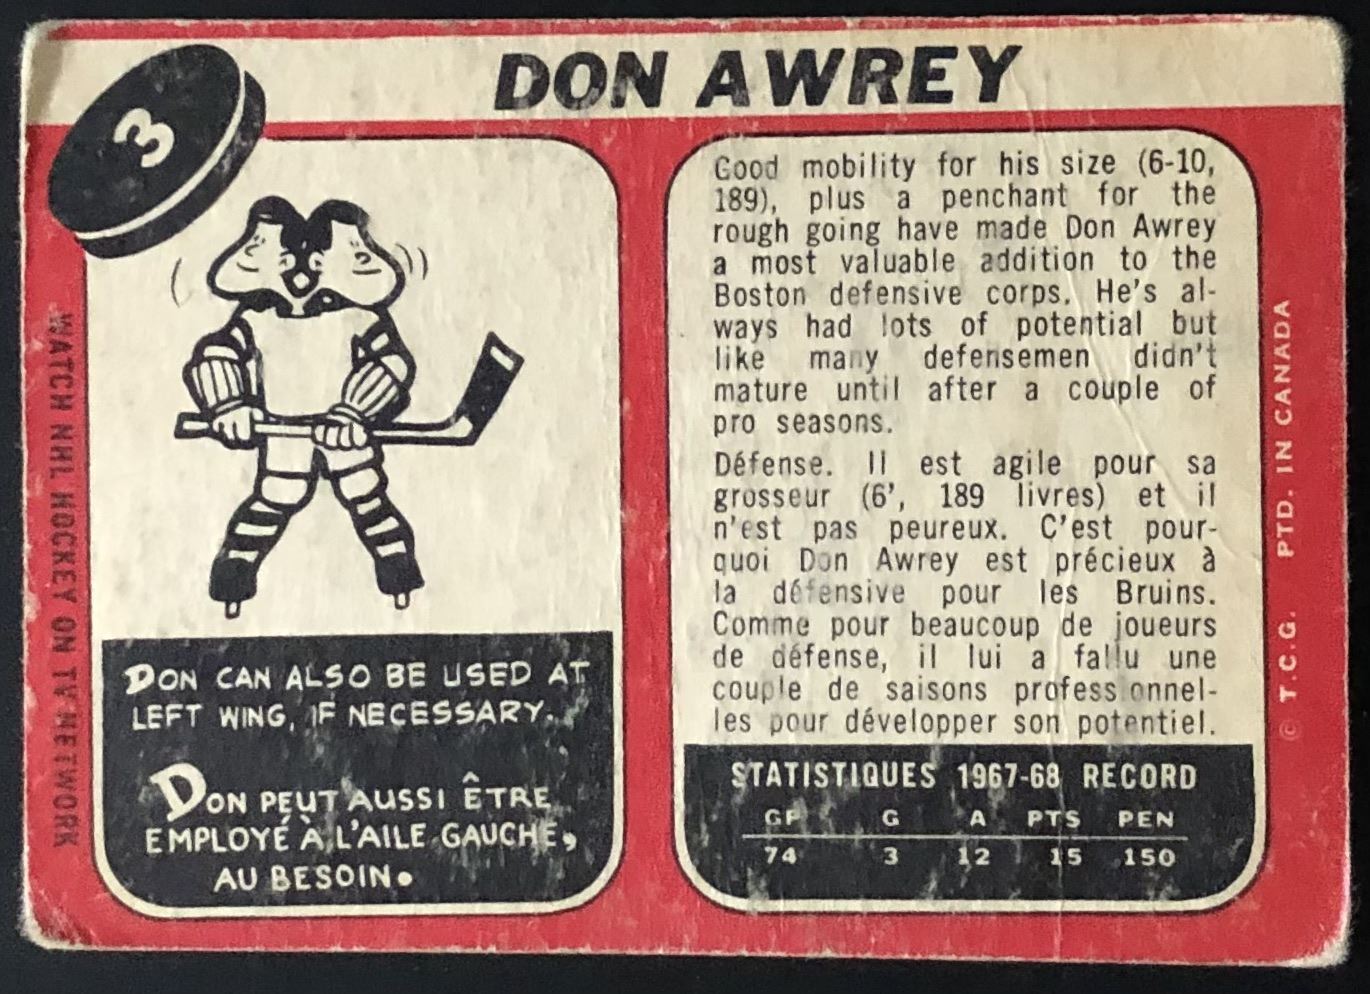 DON AWREY
3
Good mobility for his size (6-10,
189), plus a penchant for the
rough going have made Don Awrey
a most valuable addition to the
Boston defensive corps. He's al-
ways had lots of potential but
like many defensemen didn't
mature until after a couple of
pro seasons.
Défense. Il est agile pour sa
grosseur (6', 189 livres) et il
n'est pas peureux. C'est pour-
quoi Don Awrey est précieux à
la défensive pour les Bruins.
Comme pour beaucoup de joueurs
de défense, il lui a fallu une
couple de saisons profession­nel-
les pour développer son potentiel.
DON CAN ALSO BE USED AT
LEFT WING, IF NECESSARY.
DON PEUT AUSSI ÊTRE
EMPLOYÉ À L'AILE GAUCHE,
AU BESOIN.
STATISTIQUES 1967-68 RECORD
GP G A PTS PEN
74 3 12 15 150
WATCH NHL HOCKEY ON TV NETWORK
© T.C.G. PTD. IN CANADA